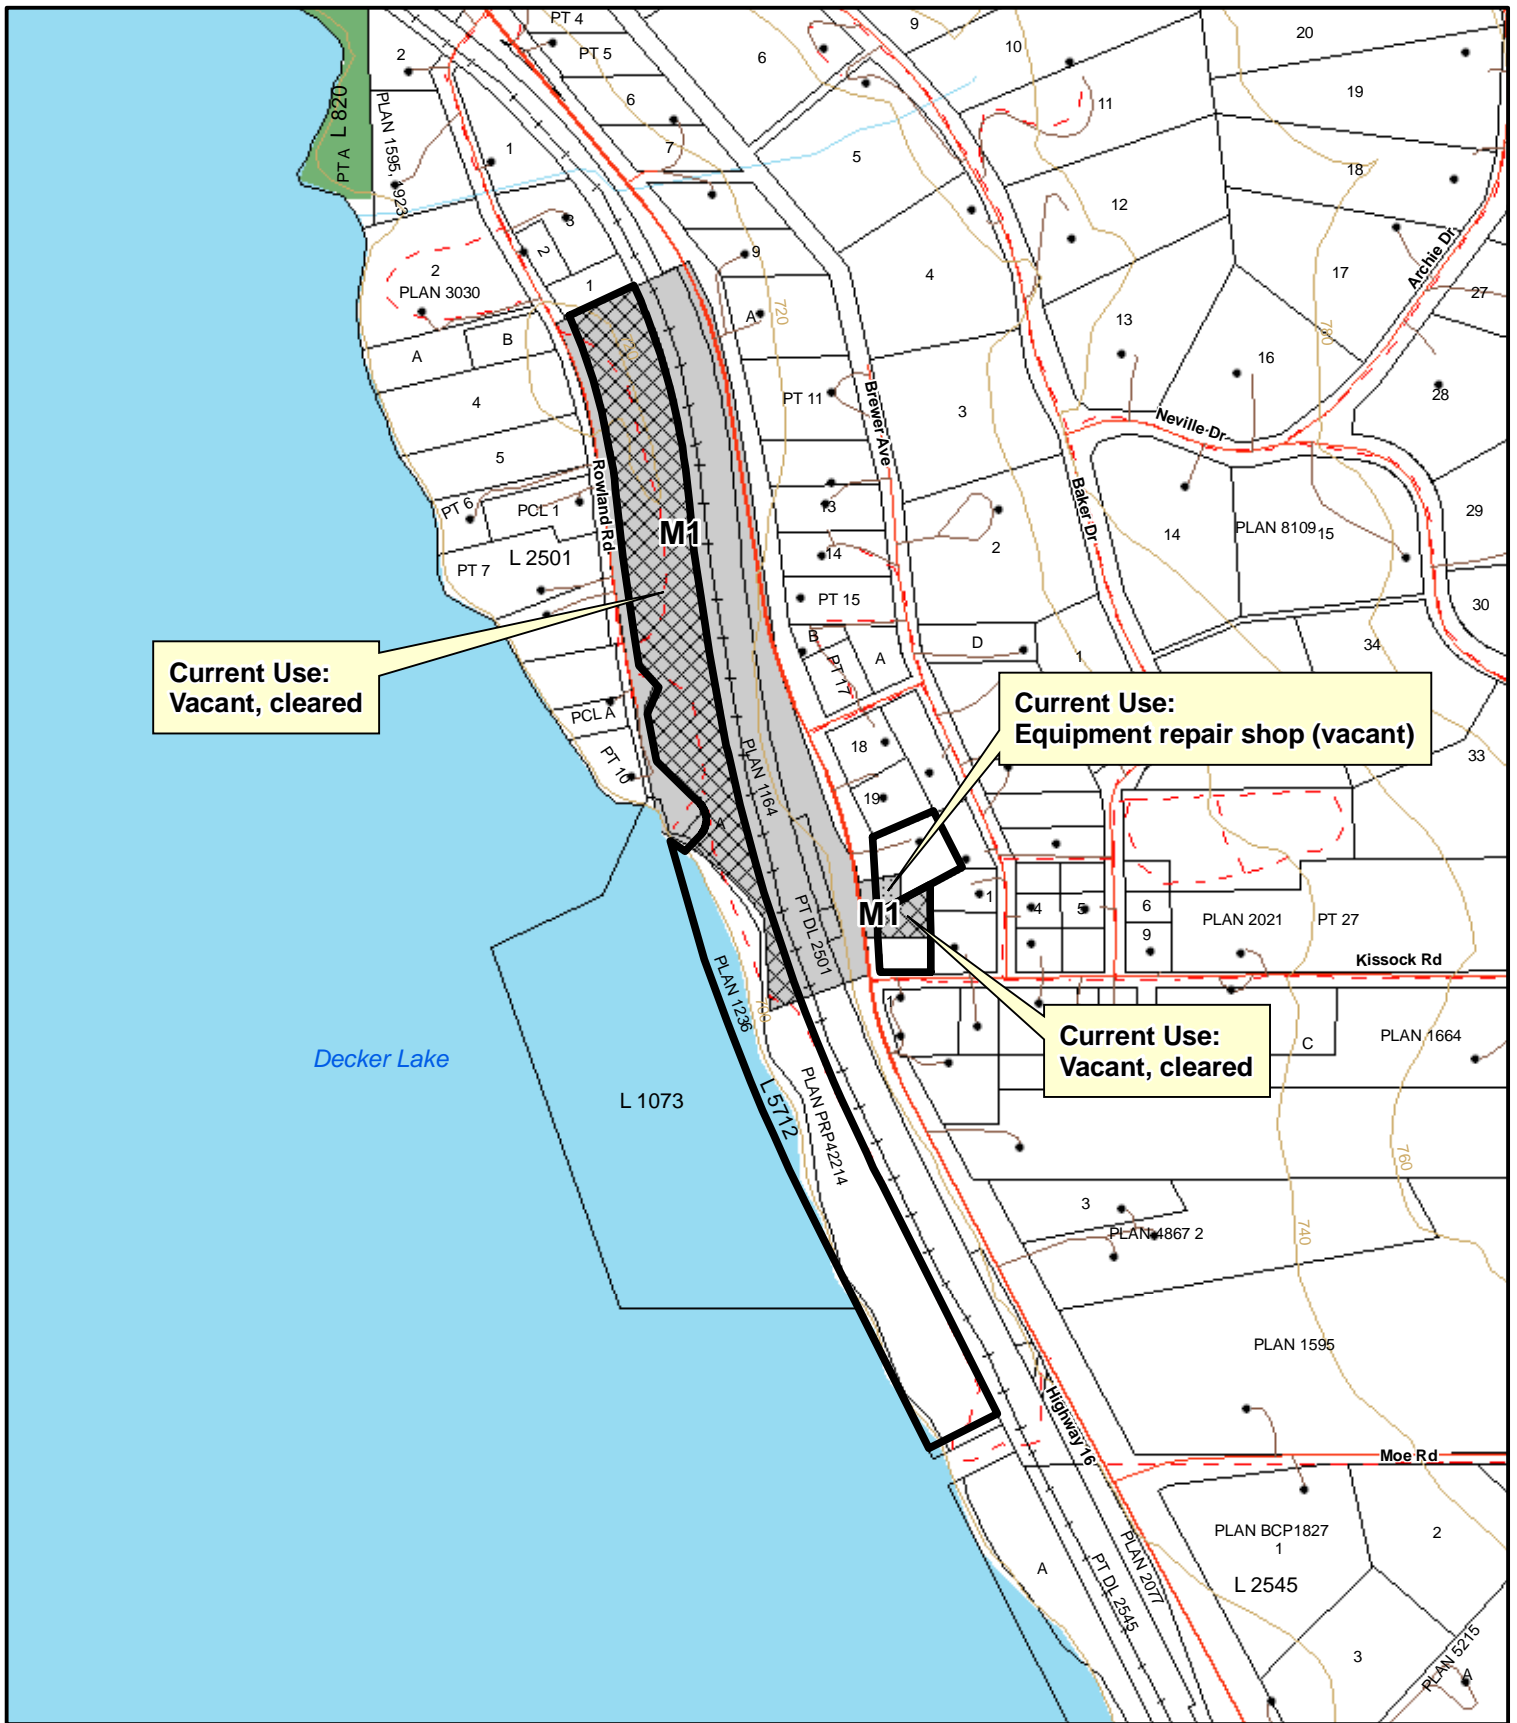 PT 4
9
20
2
PT 5
6
10
6
19
11
PT A L 820
PLAN 1595, 923
1
7
5
18
12
3
2
9
Archie Dr
2
4
17
27
PLAN 3030
1
720
A
13
780
B
A
16
28
4
PT 11
Brewer Ave
3
Neville Dr
5
Rowland Rd
PT 6
PCL 1
13
Baker Dr
29
M1
14
PLAN 8109
15
14
2
L 2501
PT 7
PT 15
30
B
D
34
A
1
PT 17
Current Use:
Vacant, cleared
Current Use:
Equipment repair shop (vacant)
PCL A
18
PT 10
PLAN 1164
33
19
A
1
4
5
6
PLAN 2021
PT 27
M1
PT DL 2501
9
Kissock Rd
PLAN 1236
700
1
Current Use:
Vacant, cleared
C
PLAN 1664
Decker Lake
L 1073
L 5712
PLAN PRP42214
760
3
PLAN 4867 2
740
PLAN 1595
Highway 16
Moe Rd
PLAN BCP1827
1
2
A
PT DL 2545
PLAN 2077
L 2545
3
PLAN 5215
A